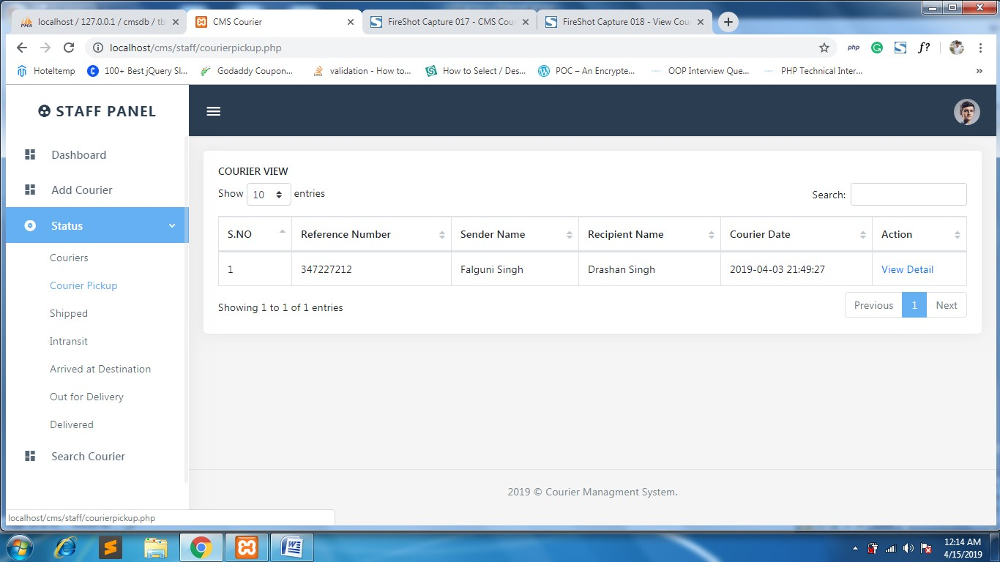 localhost / 127.0.0.1 / cmsdb / tb
CMS Courier
FireShot Capture 017 - CMS Cou
FireShot Capture 018 - View Cou
localhost/cms/staff/courierpickup.php
php
f?
Hoteltemp
100+ Best jQuery Sl...
Godaddy Coupon...
validation - How to...
How to Select / Des...
POC – An Encrypte...
OOP Interview Que...
PHP Technical Inter...
»
STAFF PANEL
Dashboard
Add Courier
Status
Couriers
Courier Pickup
Shipped
Intransit
Arrived at Destination
Out for Delivery
Delivered
Search Courier
COURIER VIEW
Show 10 entries
Search:
S.NO Reference Number Sender Name Recipient Name Courier Date Action
1 347227212 Falguni Singh Drashan Singh 2019-04-03 21:49:27 View Detail
Showing 1 to 1 of 1 entries
Previous 1 Next
2019 © Courier Managment System.
localhost/cms/staff/courierpickup.php
12:14 AM
4/15/2019